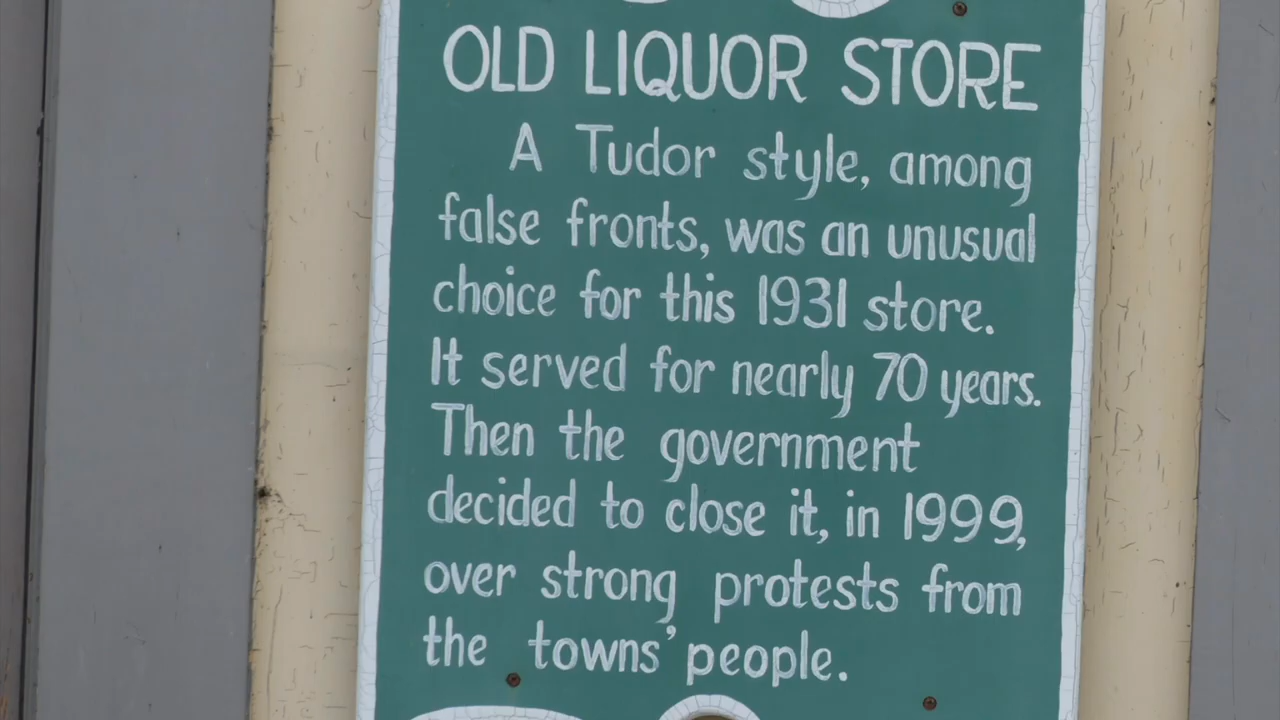 OLD LIQUOR STORE
A Tudor style, among
false fronts, was an unusual
choice for this 1931 store.
It served for nearly 70 years.
Then the government
decided to close it, in 1999,
over strong protests from
the towns' people.